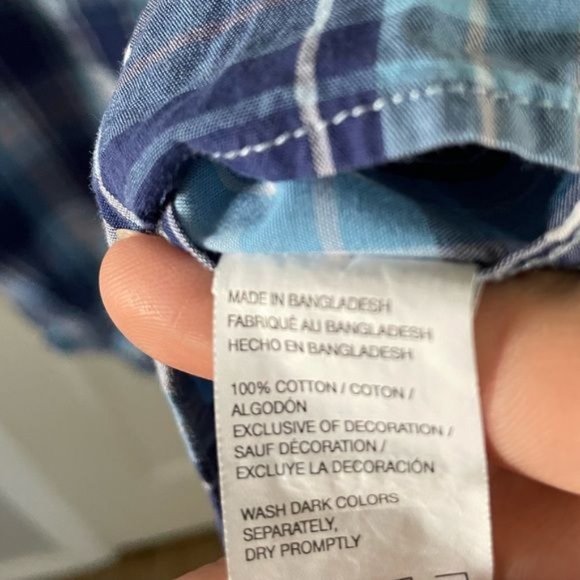 MADE IN BANGLADESH
FABRIQUÉ AU BANGLADESH
HECHO EN BANGLADESH
100% COTTON / COTON /
ALGODÓN
EXCLUSIVE OF DECORATION /
SAUF DÉCORATION /
EXCLUYE LA DECORACIÓN
WASH DARK COLORS
SEPARATELY,
DRY PROMPTLY